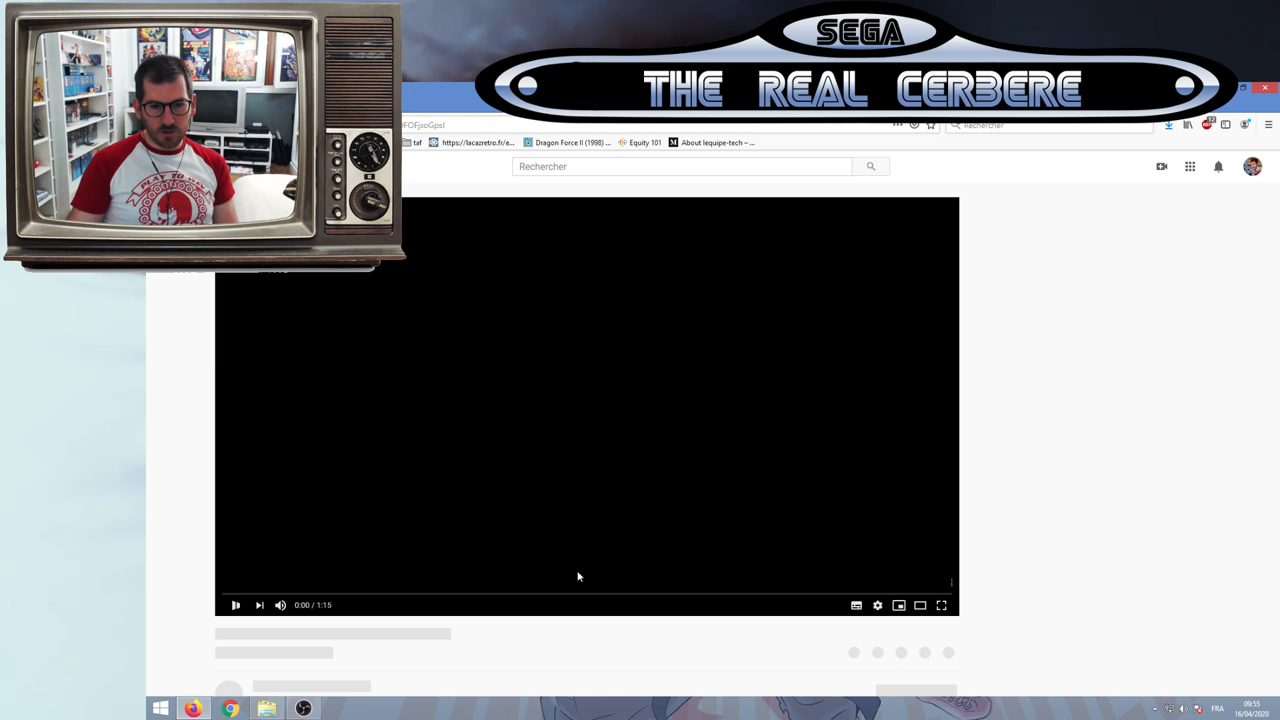 SEGA
THE REAL CERBERE
FOFjxoGpsI
Rechercher
taf
https://lacazretro.fr/e...
Dragon Force II (1998) ...
Equity 101
M
About lequipe-tech – ...
Rechercher
0:00 / 1:15
FRA
09:55
16/04/2020